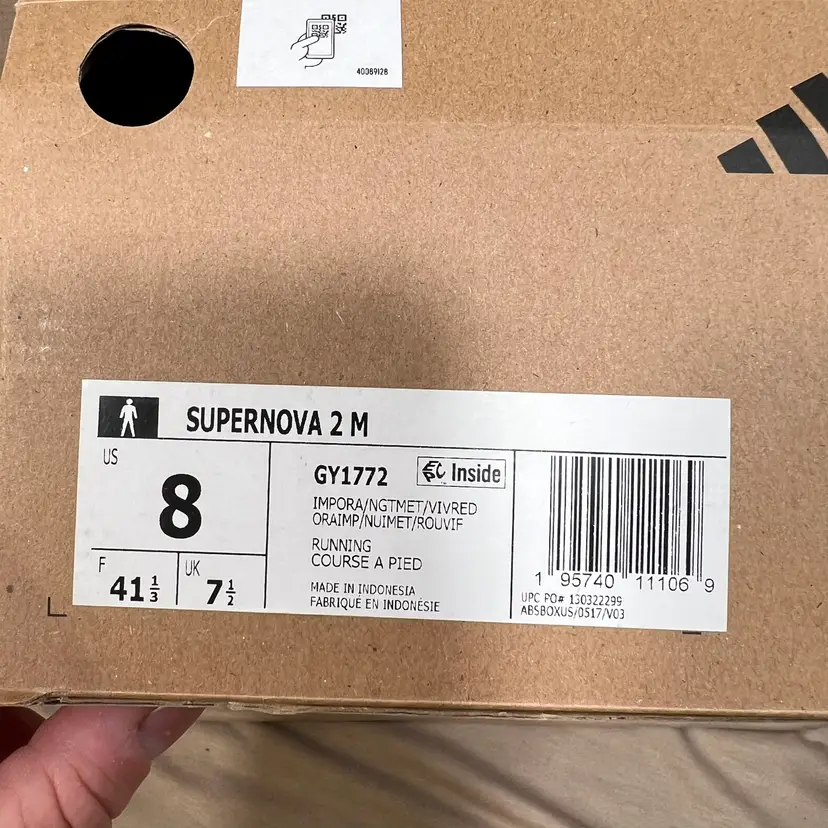 40089128
SUPERNOVA 2 M
US
8
F
41 1/3
UK
7 1/2
GY1772
Inside
IMPORA/NGTMET/VIVRED
ORAIMP/NUIMET/ROUVIF
RUNNING
COURSE A PIED
MADE IN INDONESIA
FABRIQUÉ EN INDONÉSIE
1 95740 11106 9
UPC PO# 130322299
ABSBOXUS/0517/V03